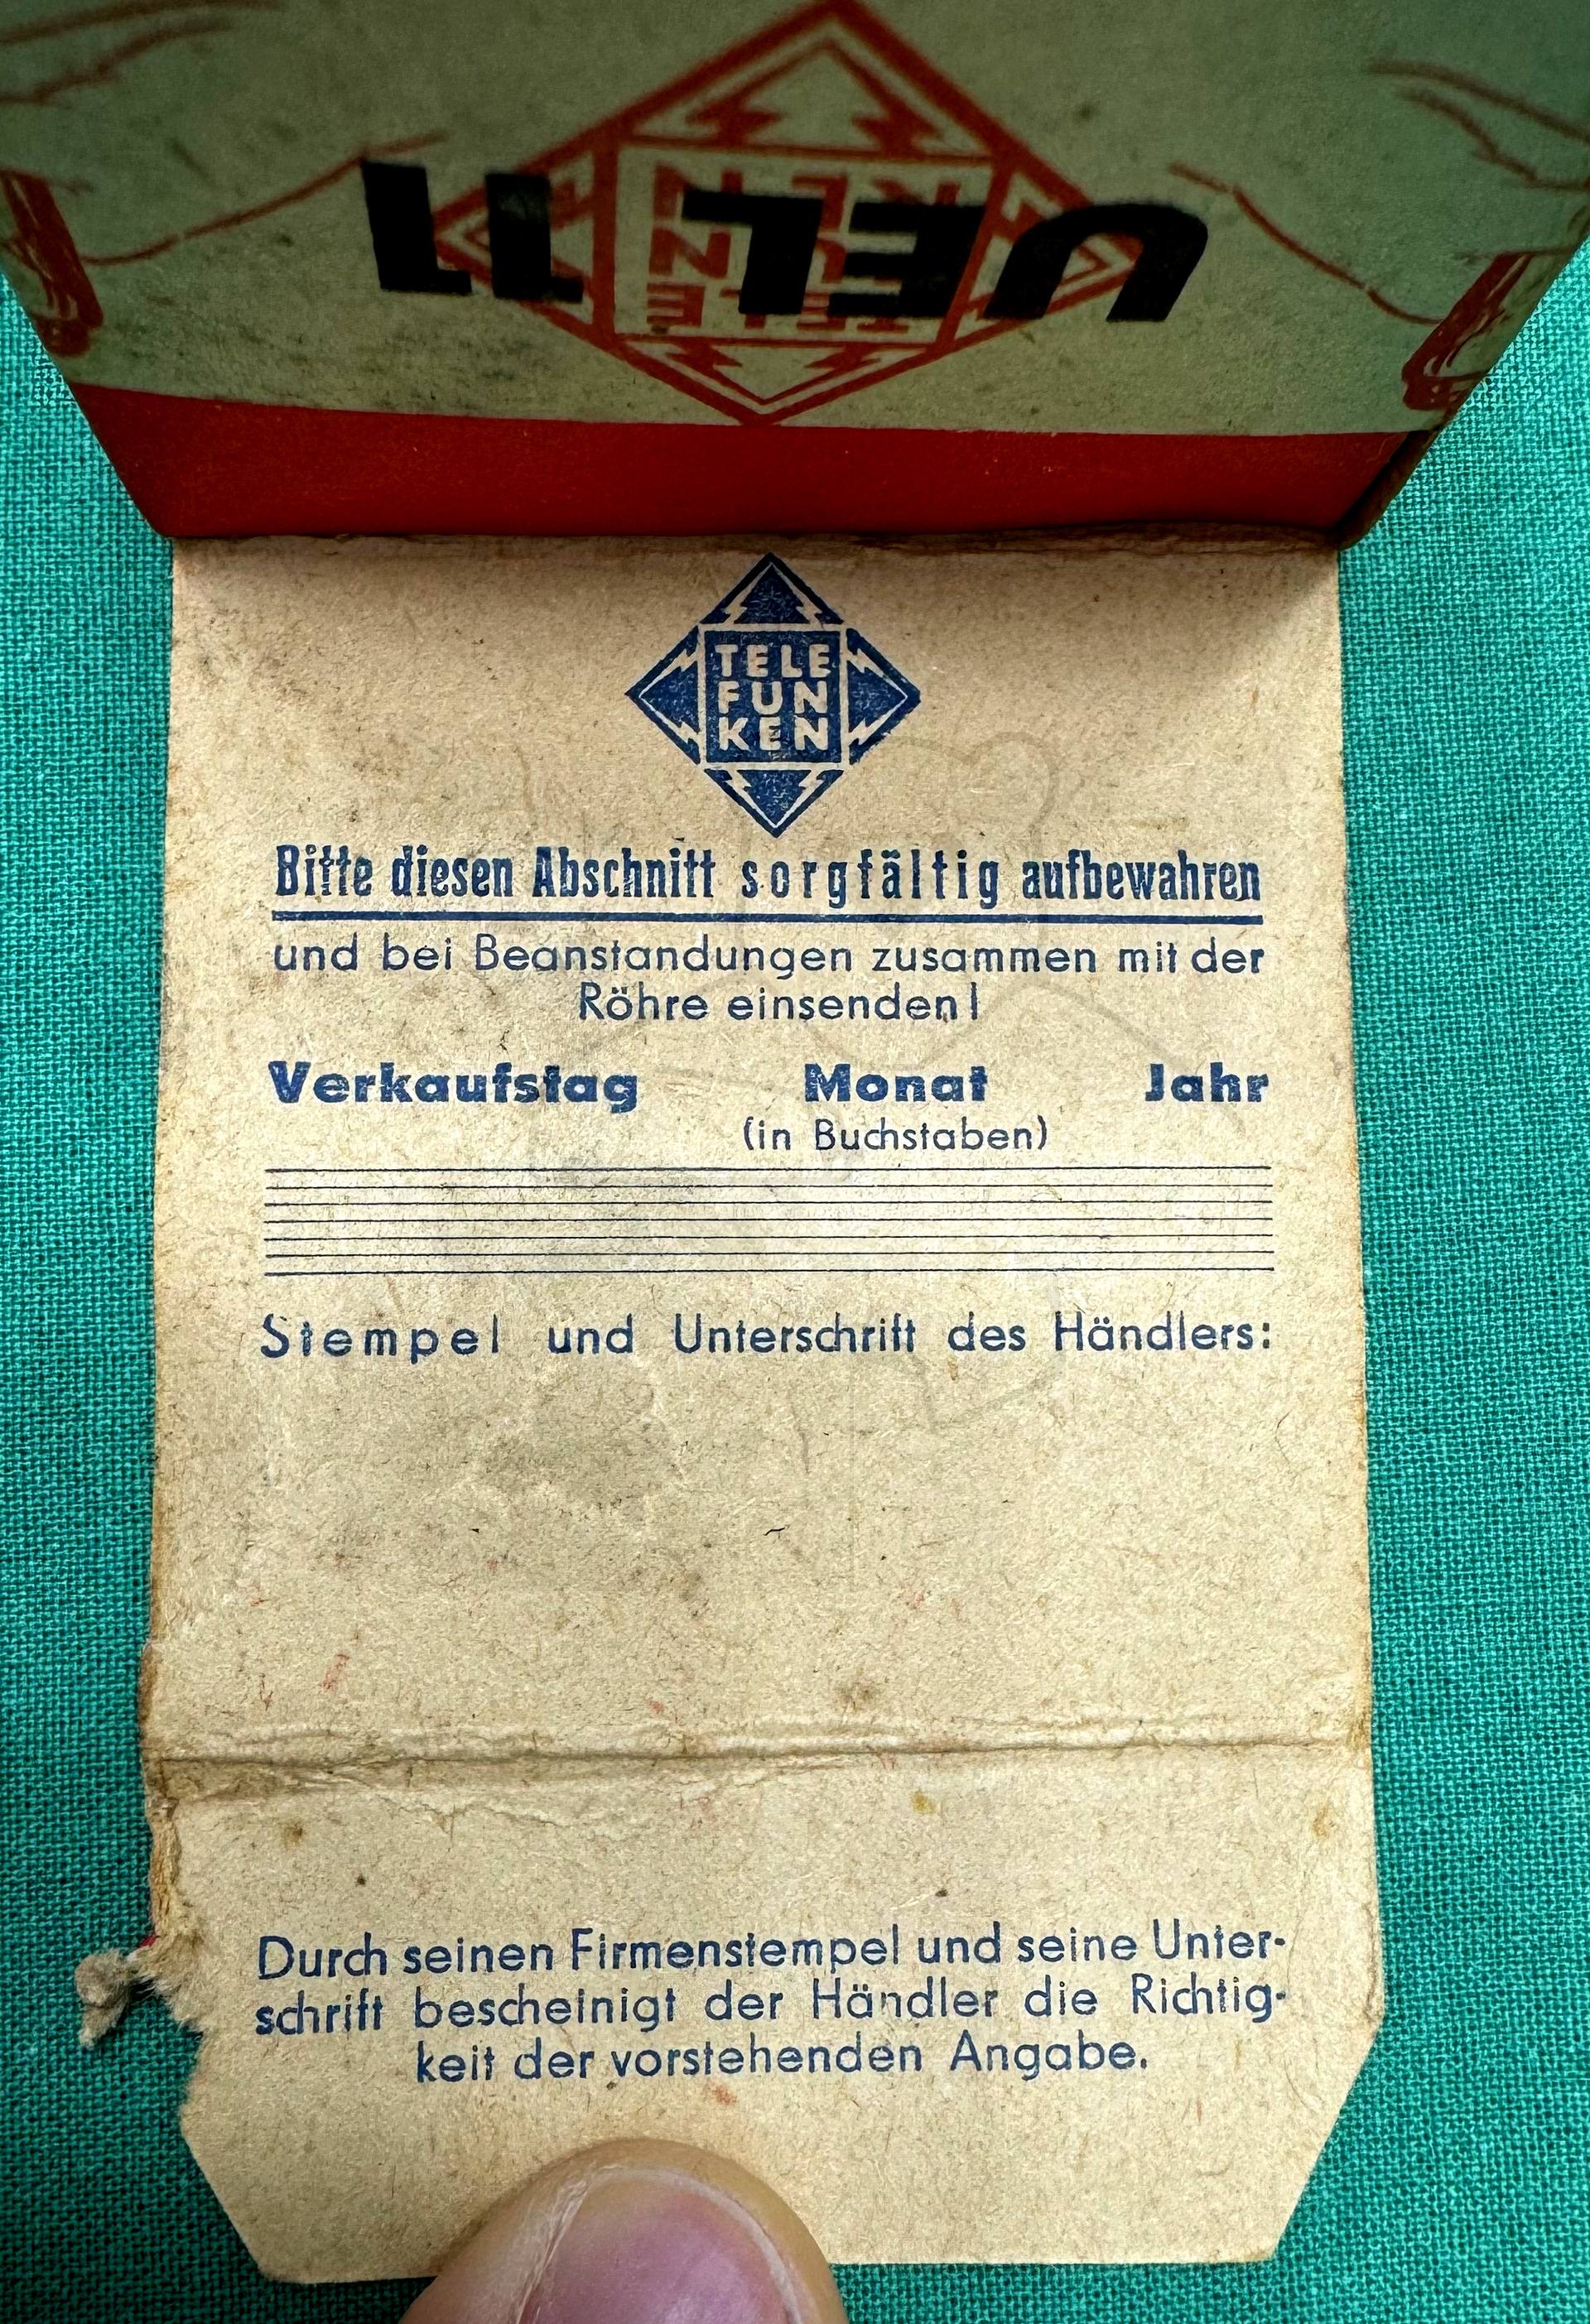 UEL 11
TELE
FUN
KEN
TELE
FUN
KEN
Bitte diesen Abschnitt sorgfältig aufbewahren
und bei Beanstandungen zusammen mit der
Röhre einsenden!
Verkaufstag Monat Jahr
(in Buchstaben)
Stempel und Unterschrift des Händlers:
Durch seinen Firmenstempel und seine Unter-
schrift bescheinigt der Händler die Richtig-
keit der vorstehenden Angabe.